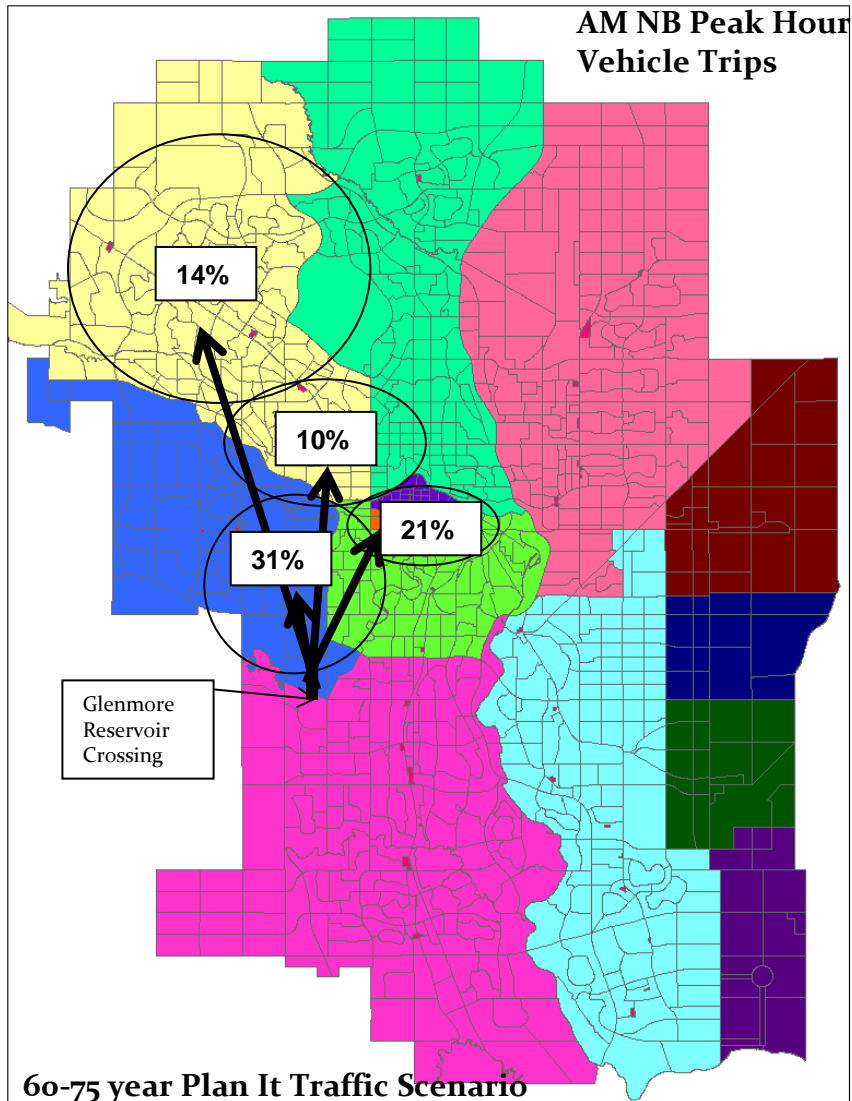 AM NB Peak Hour
Vehicle Trips
14%
10%
21%
31%
Glenmore
Reservoir
Crossing
60-75 year Plan It Traffic Scenario